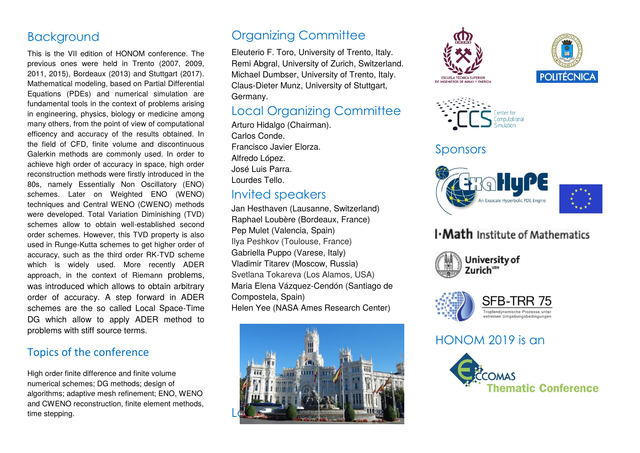 Background
This is the VII edition of HONOM conference. The
previous ones were held in Trento (2007, 2009,
2011, 2015), Bordeaux (2013) and Stuttgart (2017).
Mathematical modeling, based on Partial Differential
Equations (PDEs) and numerical simulation are
fundamental tools in the context of problems arising
in engineering, physics, biology or medicine among
many others, from the point of view of computational
efficency and accuracy of the results obtained. In
the field of CFD, finite volume and discontinuous
Galerkin methods are commonly used. In order to
achieve high order of accuracy in space, high order
reconstruction methods were firstly introduced in the
80s, namely Essentially Non Oscillatory (ENO)
schemes. Later on Weighted ENO (WENO)
techniques and Central WENO (CWENO) methods
were developed. Total Variation Diminishing (TVD)
schemes allow to obtain well-established second
order schemes. However, this TVD property is also
used in Runge-Kutta schemes to get higher order of
accuracy, such as the third order RK-TVD scheme
which is widely used. More recently ADER
approach, in the context of Riemann problems,
was introduced which allows to obtain arbitrary
order of accuracy. A step forward in ADER
schemes are the so called Local Space-Time
DG which allow to apply ADER method to
problems with stiff source terms.
Topics of the conference
High order finite difference and finite volume
numerical schemes; DG methods; design of
algorithms; adaptive mesh refinement; ENO, WENO
and CWENO reconstruction, finite element methods,
time stepping.
Organizing Committee
Eleuterio F. Toro, University of Trento, Italy.
Remi Abgral, University of Zurich, Switzerland.
Michael Dumbser, University of Trento, Italy.
Claus-Dieter Munz, University of Stuttgart,
Germany.
Local Organizing Committee
Arturo Hidalgo (Chairman).
Carlos Conde.
Francisco Javier Elorza.
Alfredo López.
José Luis Parra.
Lourdes Tello.
Invited speakers
Jan Hesthaven (Lausanne, Switzerland)
Raphael Loubère (Bordeaux, France)
Pep Mulet (Valencia, Spain)
Ilya Peshkov (Toulouse, France)
Gabriella Puppo (Varese, Italy)
Vladimir Titarev (Moscow, Russia)
Svetlana Tokareva (Los Alamos, USA)
Maria Elena Vázquez-Cendón (Santiago de
Compostela, Spain)
Helen Yee (NASA Ames Research Center)
ESCUELA TÉCNICA SUPERIOR
DE INGENIEROS DE MINAS Y ENERGÍA
POLITÉCNICA
CCS Center for
Computational
Simulation
Sponsors
ExaHyPE
An Exascale Hyperbolic PDE Engine
I-Math Institute of Mathematics
University of
Zurich UZH
SFB-TRR 75
Tropfendynamische Prozesse unter
extremen Umgebungsbedingungen
HONOM 2019 is an
ECCOMAS
Thematic Conference